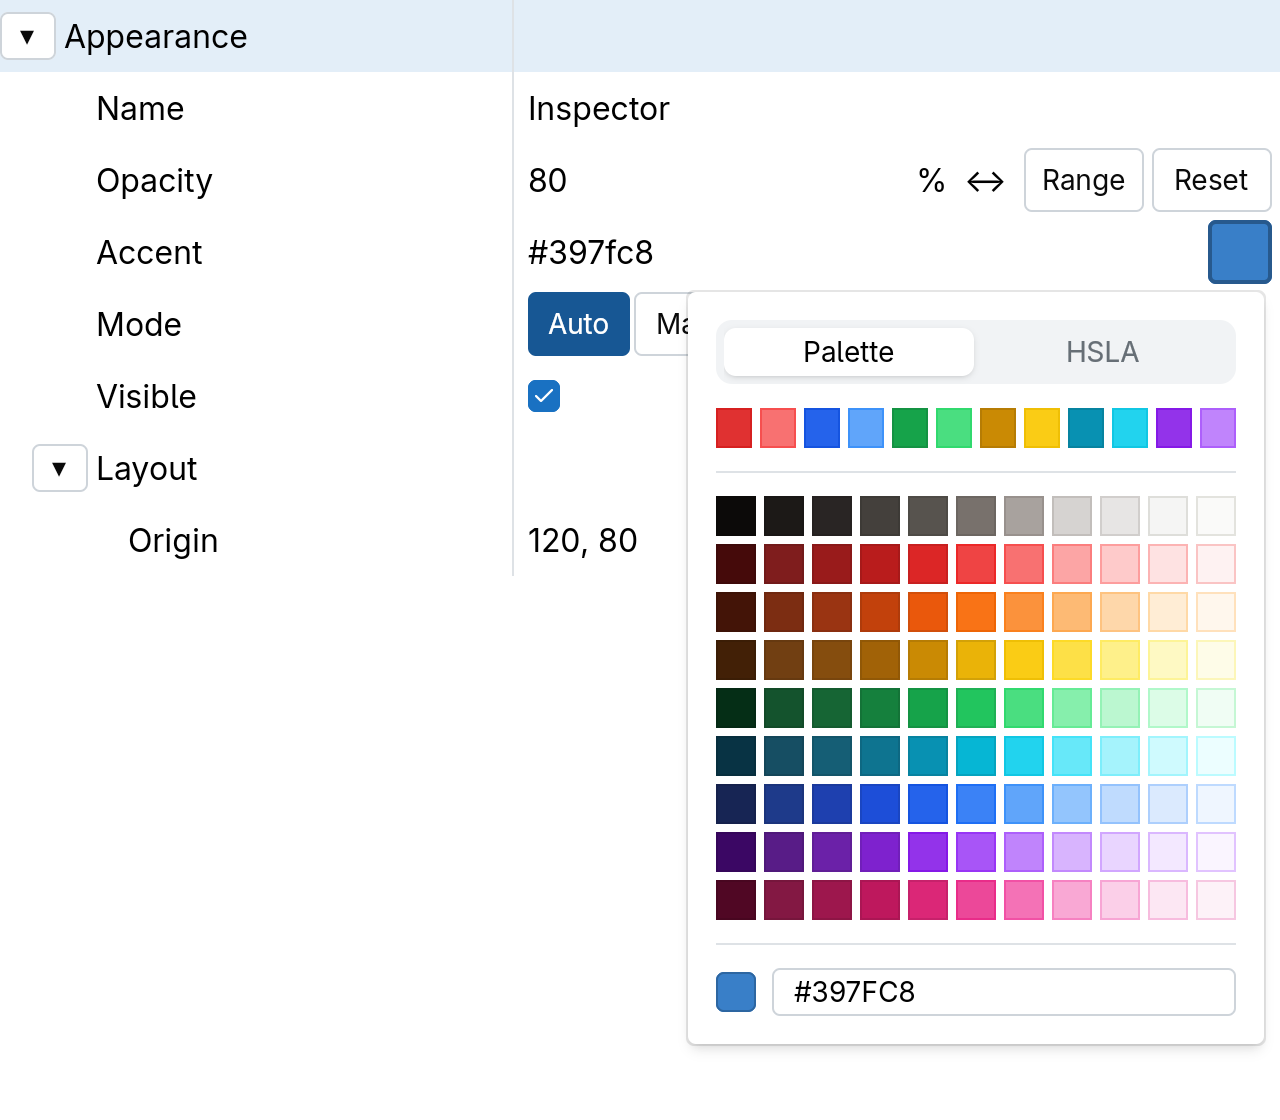 ▼ Appearance
Name Inspector
Opacity 80 % ↔ Range Reset
Accent #397fc8
Mode Auto
Palette HSLA
Visible
▼ Layout
Origin 120, 80
#397FC8